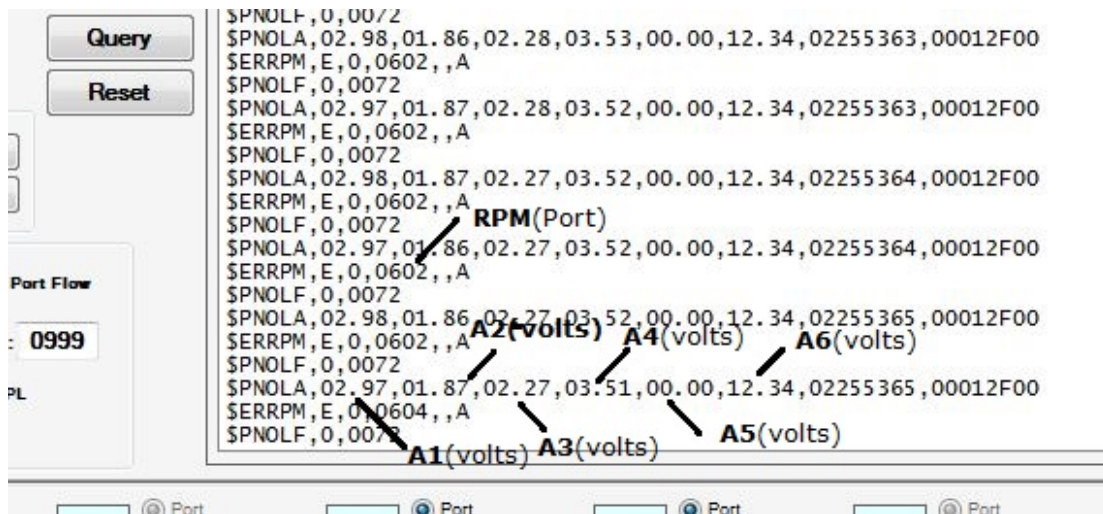 Query
Reset
Port Flow
: 0999
PL
$PNOLF,0,0072
$PNOLA,02.98,01.86,02.28,03.53,00.00,12.34,02255363,00012F00
$ERRPM,E,0,0602,,A
$PNOLF,0,0072
$PNOLA,02.97,01.87,02.28,03.52,00.00,12.34,02255363,00012F00
$ERRPM,E,0,0602,,A
$PNOLF,0,0072
$PNOLA,02.98,01.87,02.27,03.52,00.00,12.34,02255364,00012F00
$ERRPM,E,0,0602,,A
$PNOLF,0,0072
RPM(Port)
$PNOLA,02.97,01.86,02.27,03.52,00.00,12.34,02255364,00012F00
$ERRPM,E,0,0602,,A
$PNOLF,0,0072
$PNOLA,02.98,01.86,02.27,03.52,00.00,12.34,02255365,00012F00
A2(volts)
A4(volts)
A6(volts)
$ERRPM,E,0,0602,,A
$PNOLF,0,0072
$PNOLA,02.97,01.87,02.27,03.51,00.00,12.34,02255365,00012F00
$ERRPM,E,0,0604,,A
$PNOLF,0,0072
A1(volts)
A3(volts)
A5(volts)
Port
Port
Port
Port